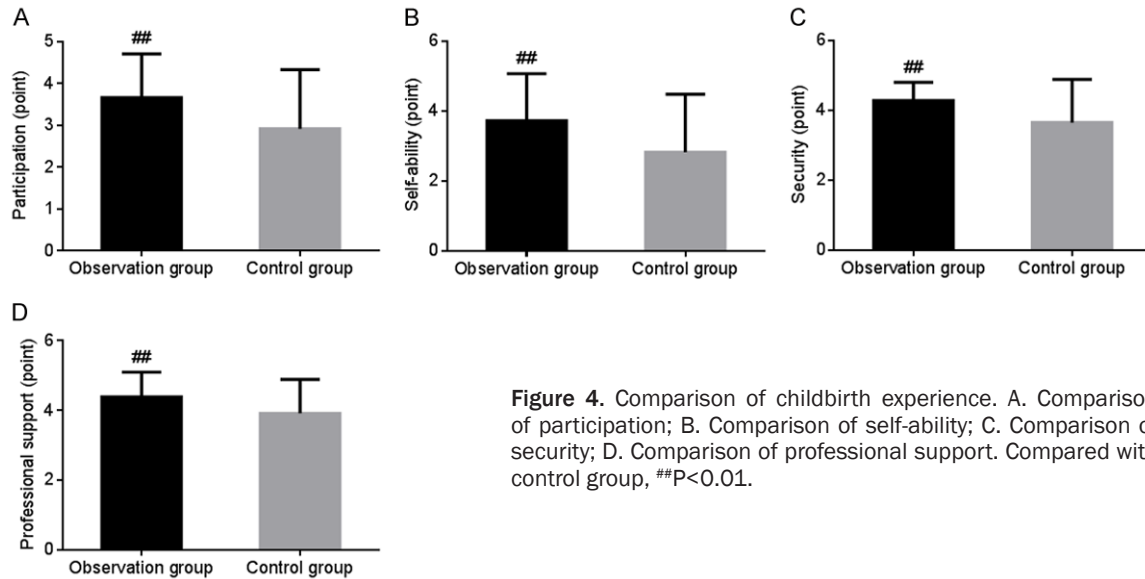 A
Participation (point)
5
4
3
2
1
0
##
Observation group
Control group
B
Self-ability (point)
6
4
2
0
##
Observation group
Control group
C
Security (point)
6
4
2
0
##
Observation group
Control group
D
Professional support (point)
6
4
2
0
##
Observation group
Control group
Figure 4. Comparison of childbirth experience. A. Compariso
of participation; B. Comparison of self-ability; C. Comparison o
security; D. Comparison of professional support. Compared wit
control group, ##P<0.01.